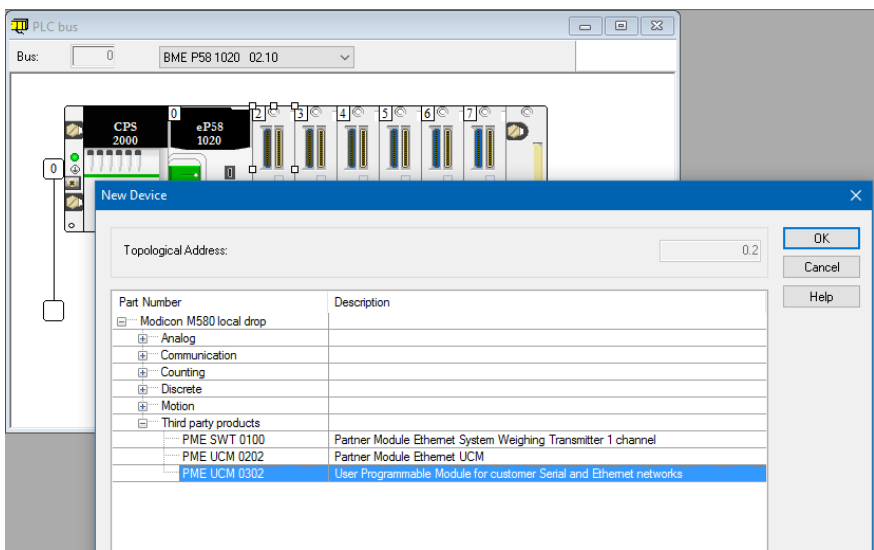 PLC bus
Bus: 0 BME P58 1020 02.10
0 2 3 4 5 6 7
CPS 2000
eP58 1020
0
New Device
Topological Address: 0.2
OK
Cancel
Help
Part Number Description
Modicon M580 local drop
Analog
Communication
Counting
Discrete
Motion
Third party products
PME SWT 0100 Partner Module Ethernet System Weighing Transmitter 1 channel
PME UCM 0202 Partner Module Ethernet UCM
PME UCM 0302 User Programmable Module for customer Serial and Ethernet networks